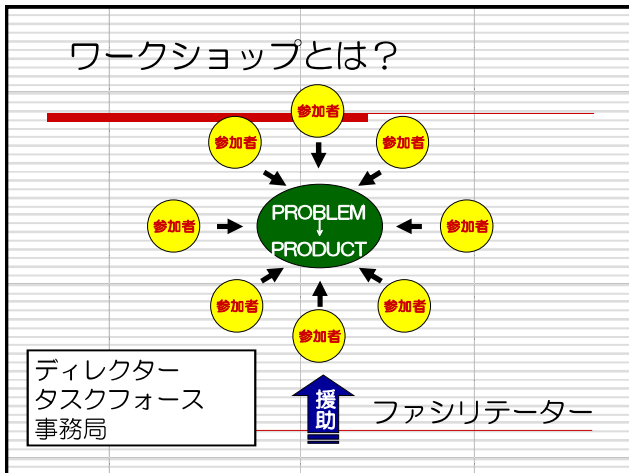 ワークショップとは？
参加者
参加者
参加者
参加者
PROBLEM
↓
PRODUCT
参加者
参加者
参加者
参加者
ディレクター
タスクフォース
事務局
援助
ファシリテーター